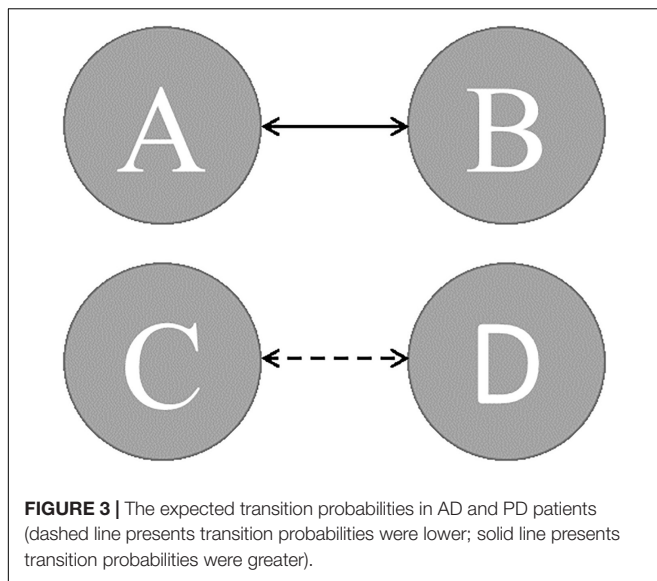 A B
C D
FIGURE 3 | The expected transition probabilities in AD and PD patients
(dashed line presents transition probabilities were lower; solid line presents
transition probabilities were greater).